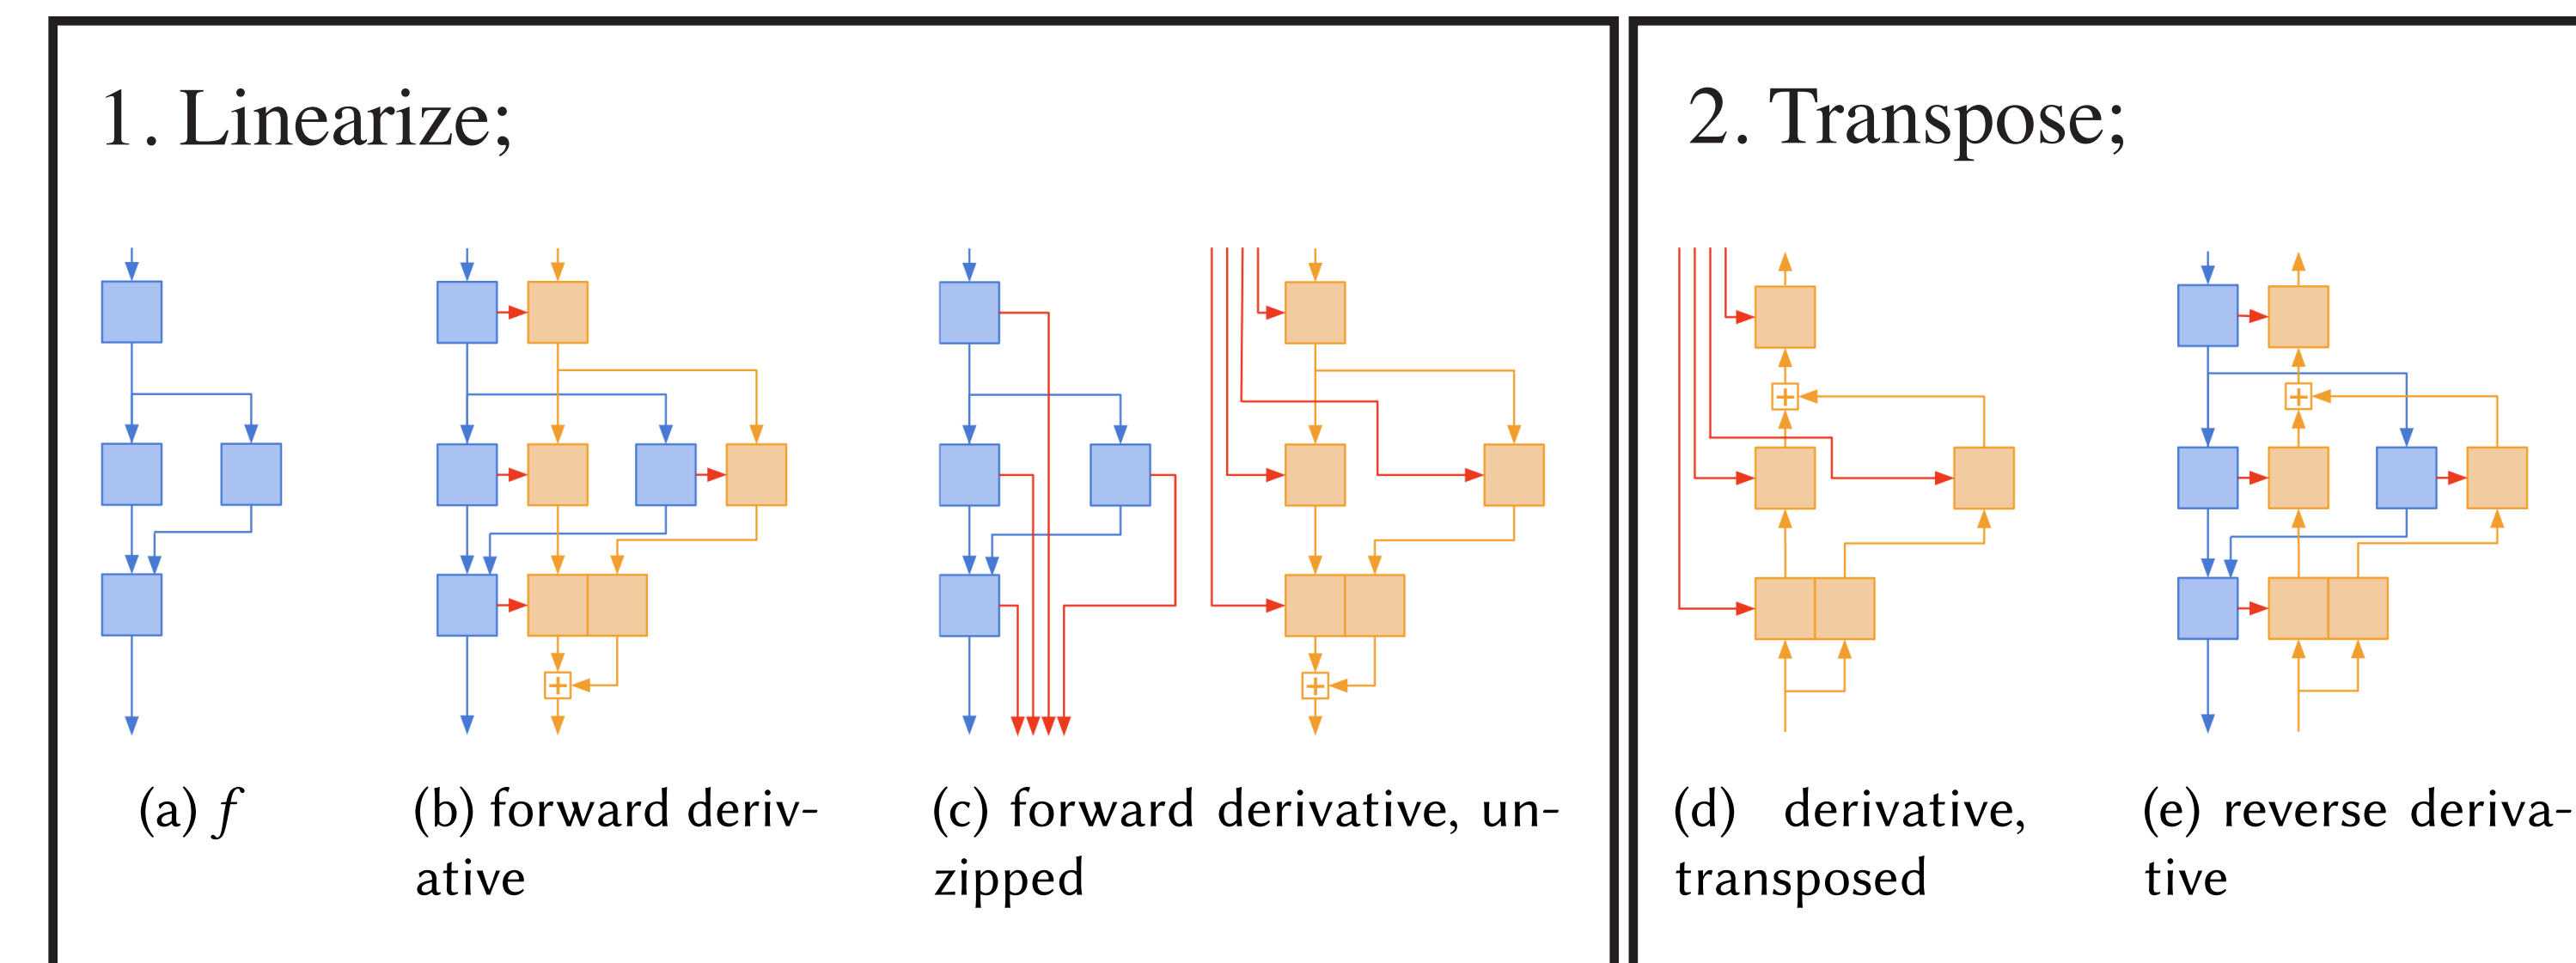 1. Linearize;
2. Transpose;
+
+
+
+
(a) f
(b) forward deriv-
ative
(c) forward derivative, un-
zipped
(d) derivative,
transposed
(e) reverse deriva-
tive